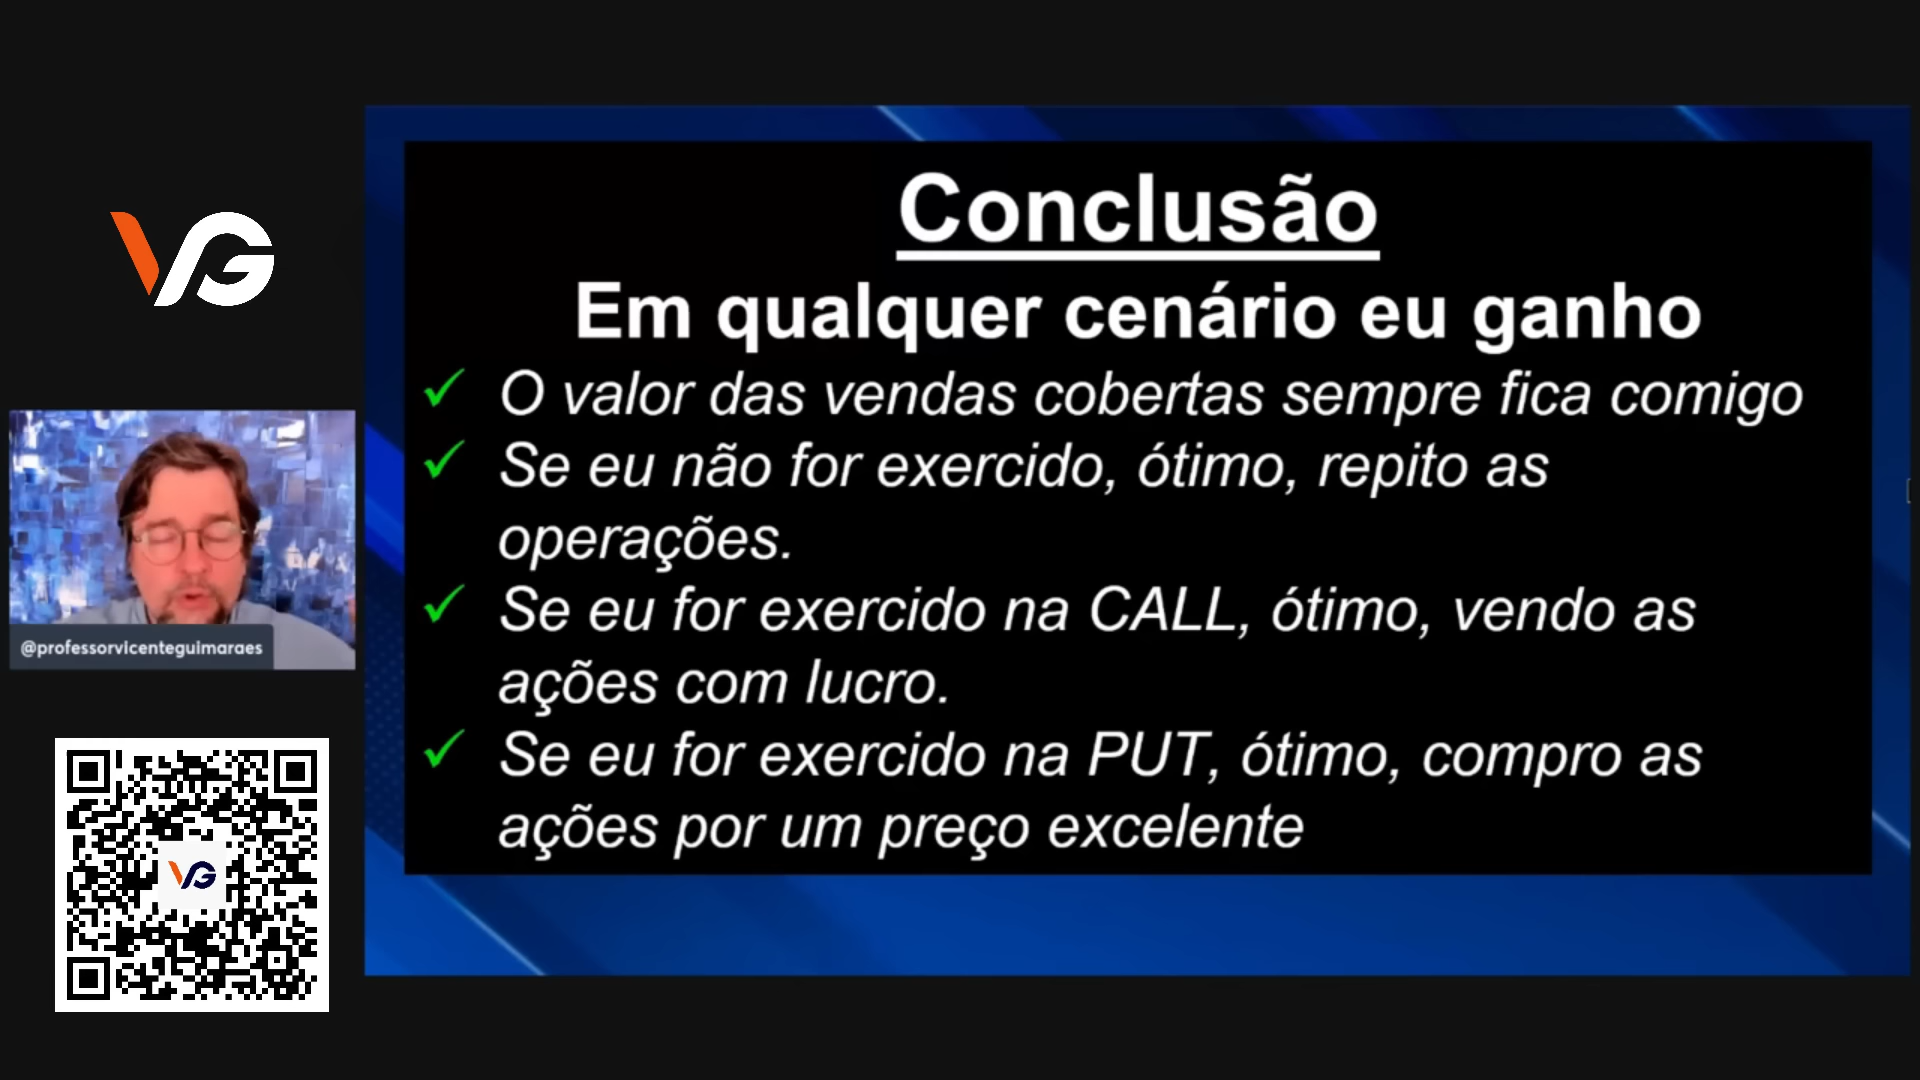 VG
Conclusão
Em qualquer cenário eu ganho
O valor das vendas cobertas sempre fica comigo
Se eu não for exercido, ótimo, repito as
operações.
Se eu for exercido na CALL, ótimo, vendo as
ações com lucro.
Se eu for exercido na PUT, ótimo, compro as
ações por um preço excelente
@professorvicenteguimaraes
VG